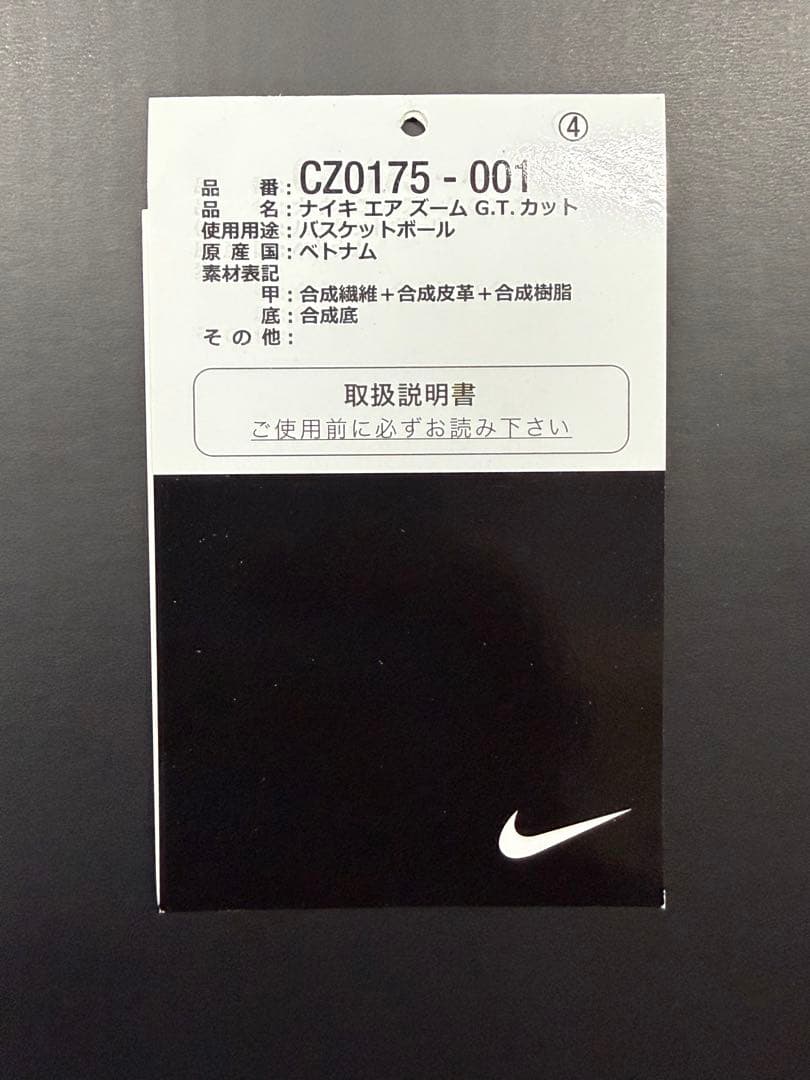 ④
品番：CZ0175 - 001
品名：ナイキ エア ズーム G.T. カット
使用用途：バスケットボール
原産国：ベトナム
素材表記
甲：合成繊維＋合成皮革＋合成樹脂
底：合成底
その他：
取扱説明書
ご使用前に必ずお読み下さい